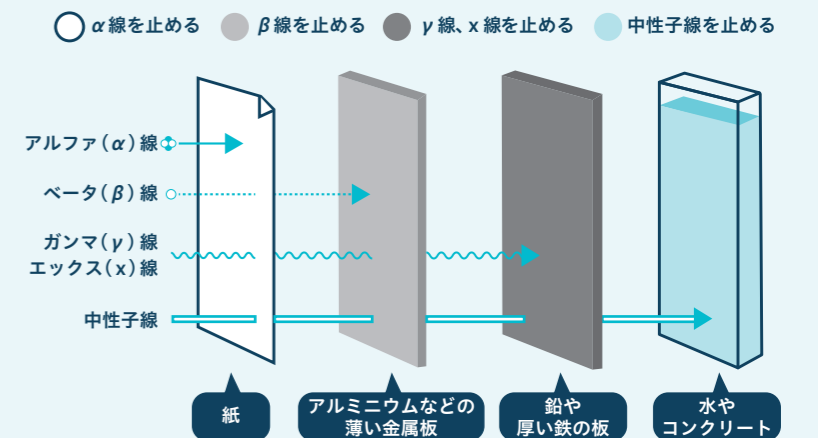 α線を止める
β線を止める
γ線、x線を止める
中性子線を止める
アルファ(α)線
ベータ(β)線
ガンマ(γ)線
エックス(x)線
中性子線
紙
アルミニウムなどの
薄い金属板
鉛や
厚い鉄の板
水や
コンクリート